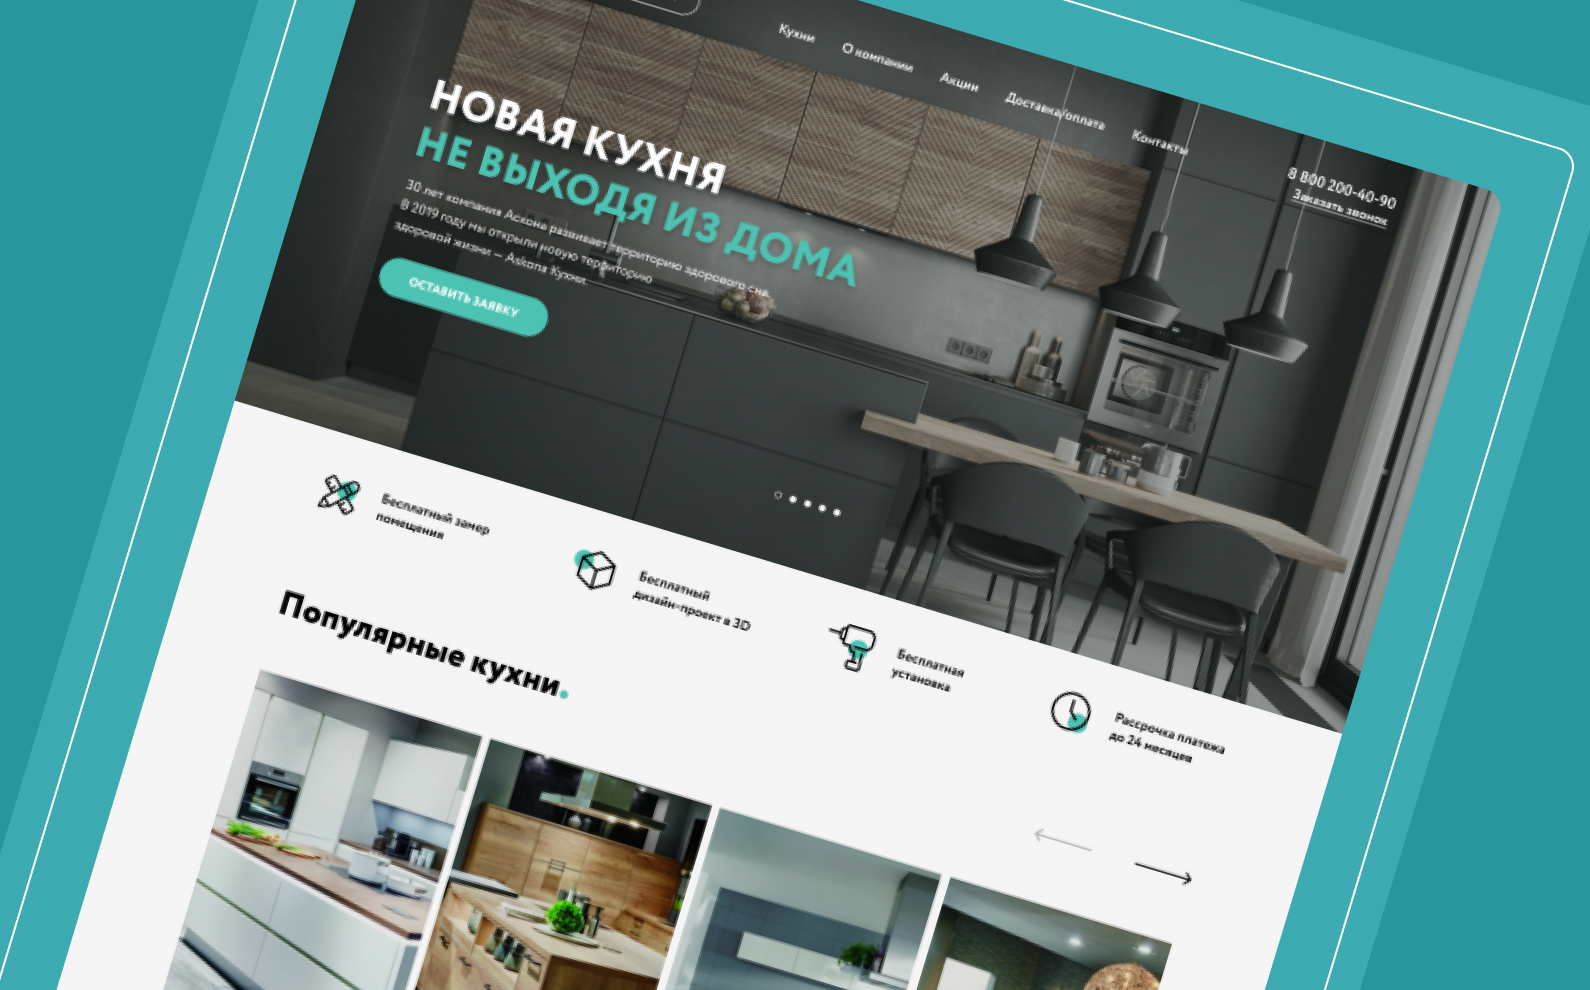 Кухни
О компании
Акции
Доставка/оплата
Контакты
8 800 200-40-90
Заказать звонок
НОВАЯ КУХНЯ
НЕ ВЫХОДЯ ИЗ ДОМА
30 лет компания Аскона развивает территорию здорового сна.
В 2019 году мы открыли новую территорию
здоровой жизни — Askona Кухни.
ОСТАВИТЬ ЗАЯВКУ
Бесплатный замер
помещения
Бесплатный
дизайн-проект в 3D
Бесплатная
установка
Рассрочка платежа
до 24 месяцев
Популярные кухни.